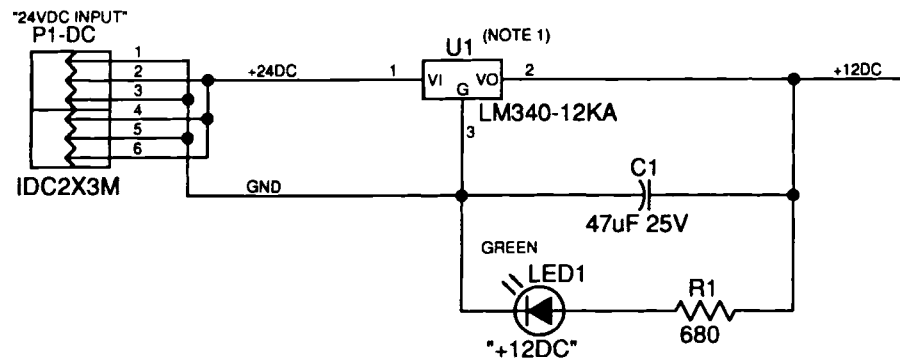 "24VDC INPUT"
P1-DC
1
2
3
4
5
6
IDC2X3M
+24DC
GND
U1 (NOTE 1)
1 VI VO 2
G
3
LM340-12KA
+12DC
C1
47uF 25V
GREEN
LED1
"+12DC"
R1
680